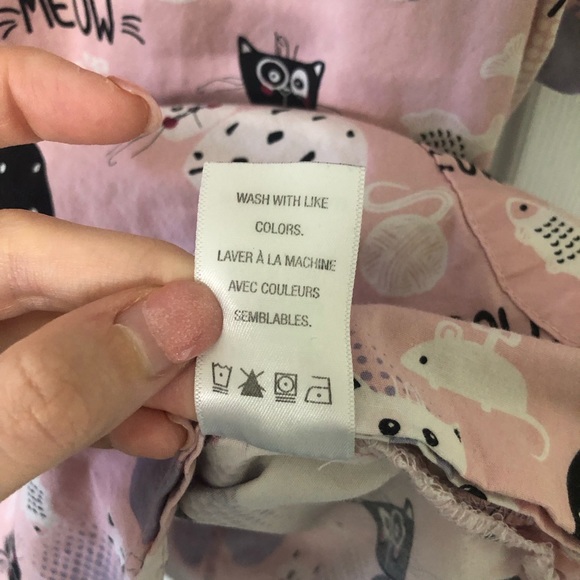 MEOW
WASH WITH LIKE
COLORS.
LAVER À LA MACHINE
AVEC COULEURS
SEMBLABLES.